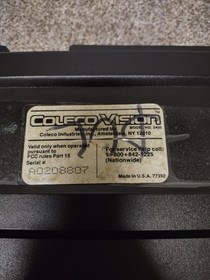 COLECOVISION™
Manufactured by: MODEL NO. 2400
Coleco Industries, Inc., Amsterdam, NY 12010
Valid only when operated
pursuant to
FCC rules Part 15
Serial #
A0208807
For service help call:
1-800-842-1225
(Nationwide)
Made in U.S.A. 77392